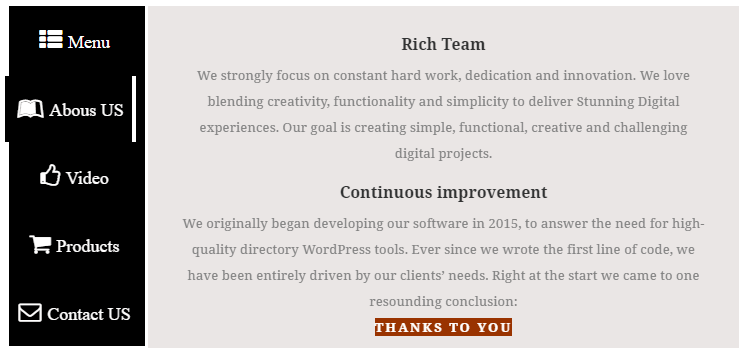 Menu
Abous US
Video
Products
Contact US
Rich Team
We strongly focus on constant hard work, dedication and innovation. We love
blending creativity, functionality and simplicity to deliver Stunning Digital
experiences. Our goal is creating simple, functional, creative and challenging
digital projects.
Continuous improvement
We originally began developing our software in 2015, to answer the need for high-
quality directory WordPress tools. Ever since we wrote the first line of code, we
have been entirely driven by our clients’ needs. Right at the start we came to one
resounding conclusion:
THANKS TO YOU